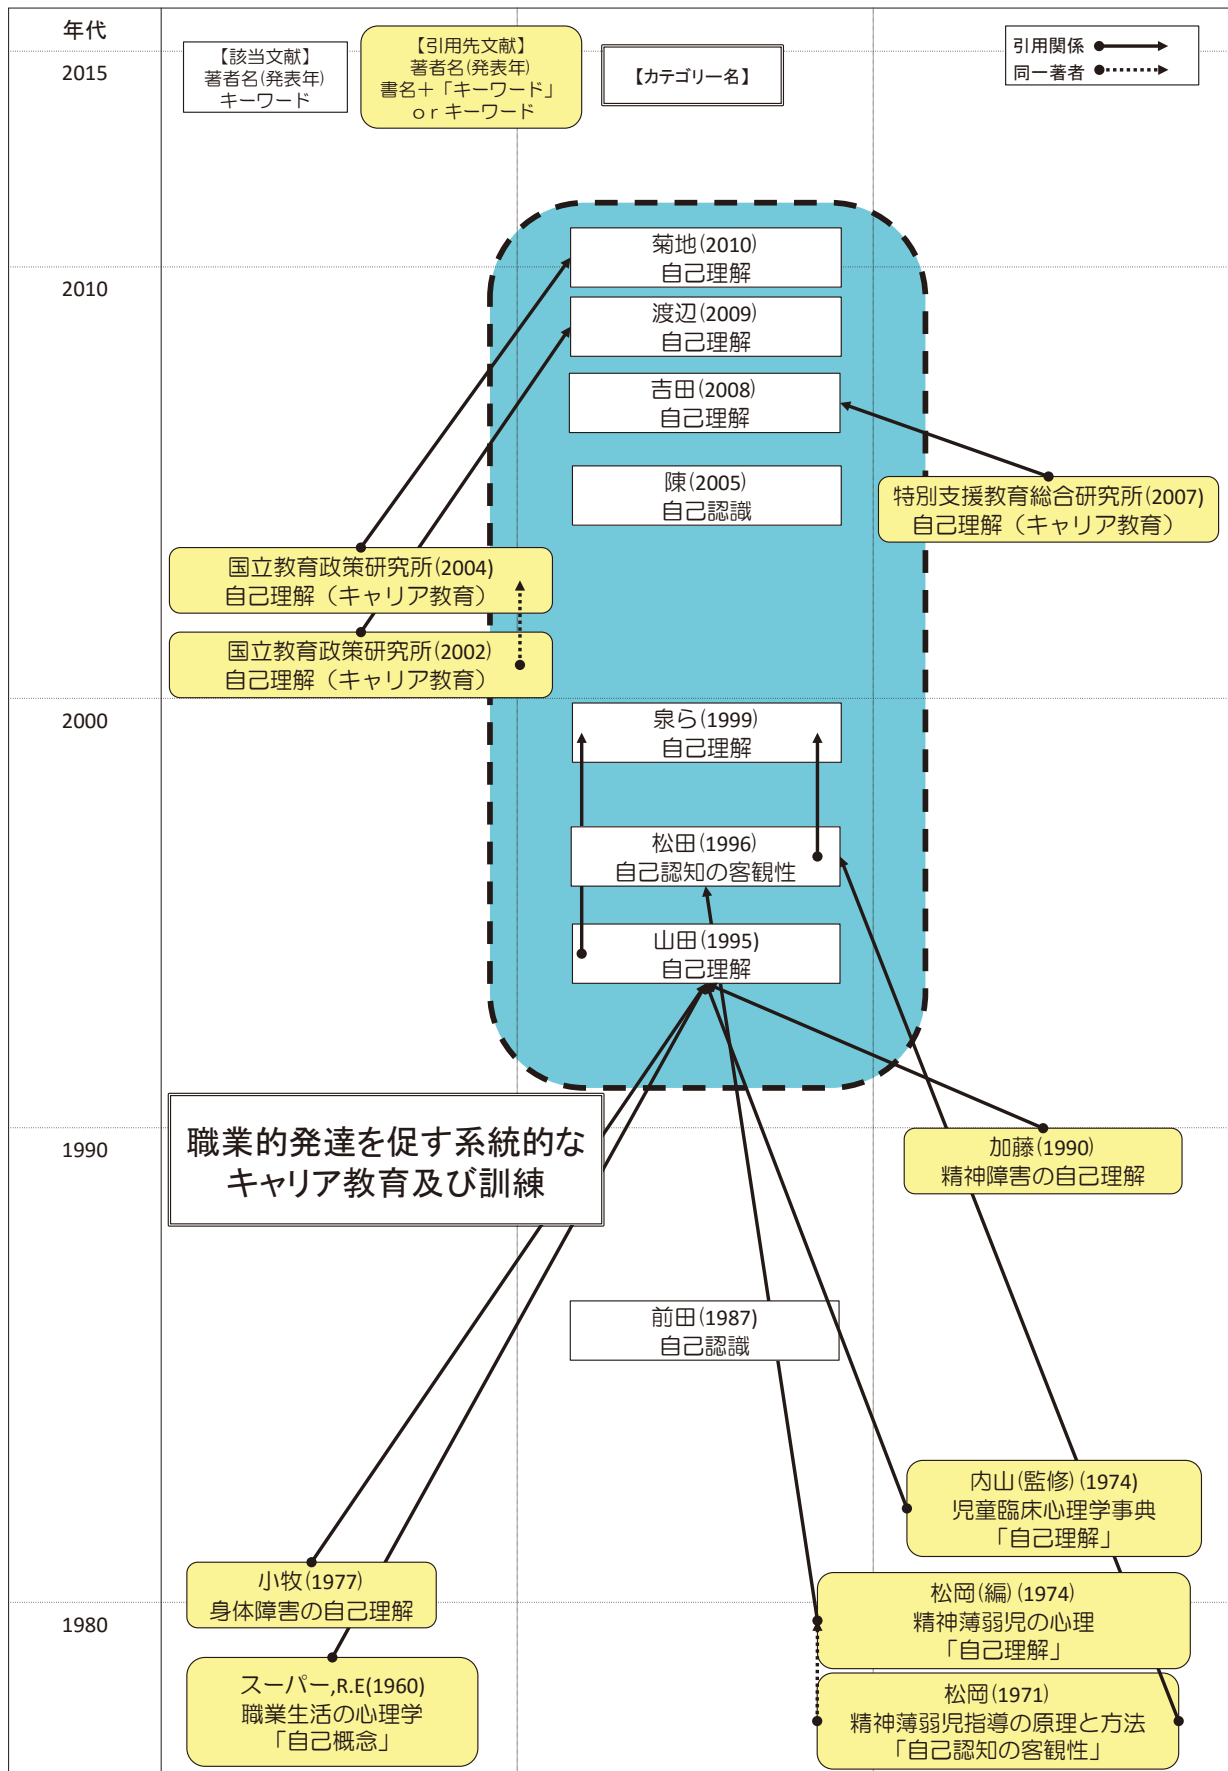 年代
2015
【該当文献】
著者名(発表年)
キーワード
【引用先文献】
著者名(発表年)
書名＋「キーワード」
ｏｒキーワード
【カテゴリー名】
引用関係
同一著者
菊地(2010)
自己理解
2010
渡辺(2009)
自己理解
吉田(2008)
自己理解
陳(2005)
自己認識
特別支援教育総合研究所(2007)
自己理解（キャリア教育）
国立教育政策研究所(2004)
自己理解（キャリア教育）
国立教育政策研究所(2002)
自己理解（キャリア教育）
2000
泉ら(1999)
自己理解
松田(1996)
自己認知の客観性
山田(1995)
自己理解
職業的発達を促す系統的な
キャリア教育及び訓練
1990
加藤(1990)
精神障害の自己理解
前田(1987)
自己認識
内山(監修)(1974)
児童臨床心理学事典
「自己理解」
小牧(1977)
身体障害の自己理解
1980
松岡(編)(1974)
精神薄弱児の心理
「自己理解」
スーパー,R.E(1960)
職業生活の心理学
「自己概念」
松岡(1971)
精神薄弱児指導の原理と方法
「自己認知の客観性」